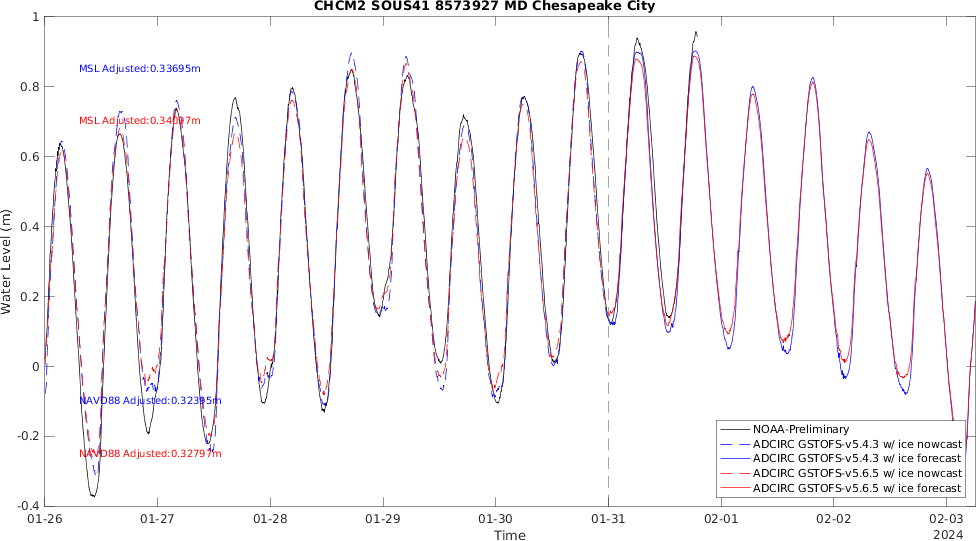 CHCM2 SOUS41 8573927 MD Chesapeake City
1
0.8
0.6
0.4
0.2
0
-0.2
-0.4
Water Level (m)
MSL Adjusted:0.33695m
MSL Adjusted:0.34097m
NAVD88 Adjusted:0.32395m
NAVD88 Adjusted:0.32797m
NOAA-Preliminary
ADCIRC GSTOFS-v5.4.3 w/ ice nowcast
ADCIRC GSTOFS-v5.4.3 w/ ice forecast
ADCIRC GSTOFS-v5.6.5 w/ ice nowcast
ADCIRC GSTOFS-v5.6.5 w/ ice forecast
01-26 01-27 01-28 01-29 01-30 01-31 02-01 02-02 02-03
Time
2024